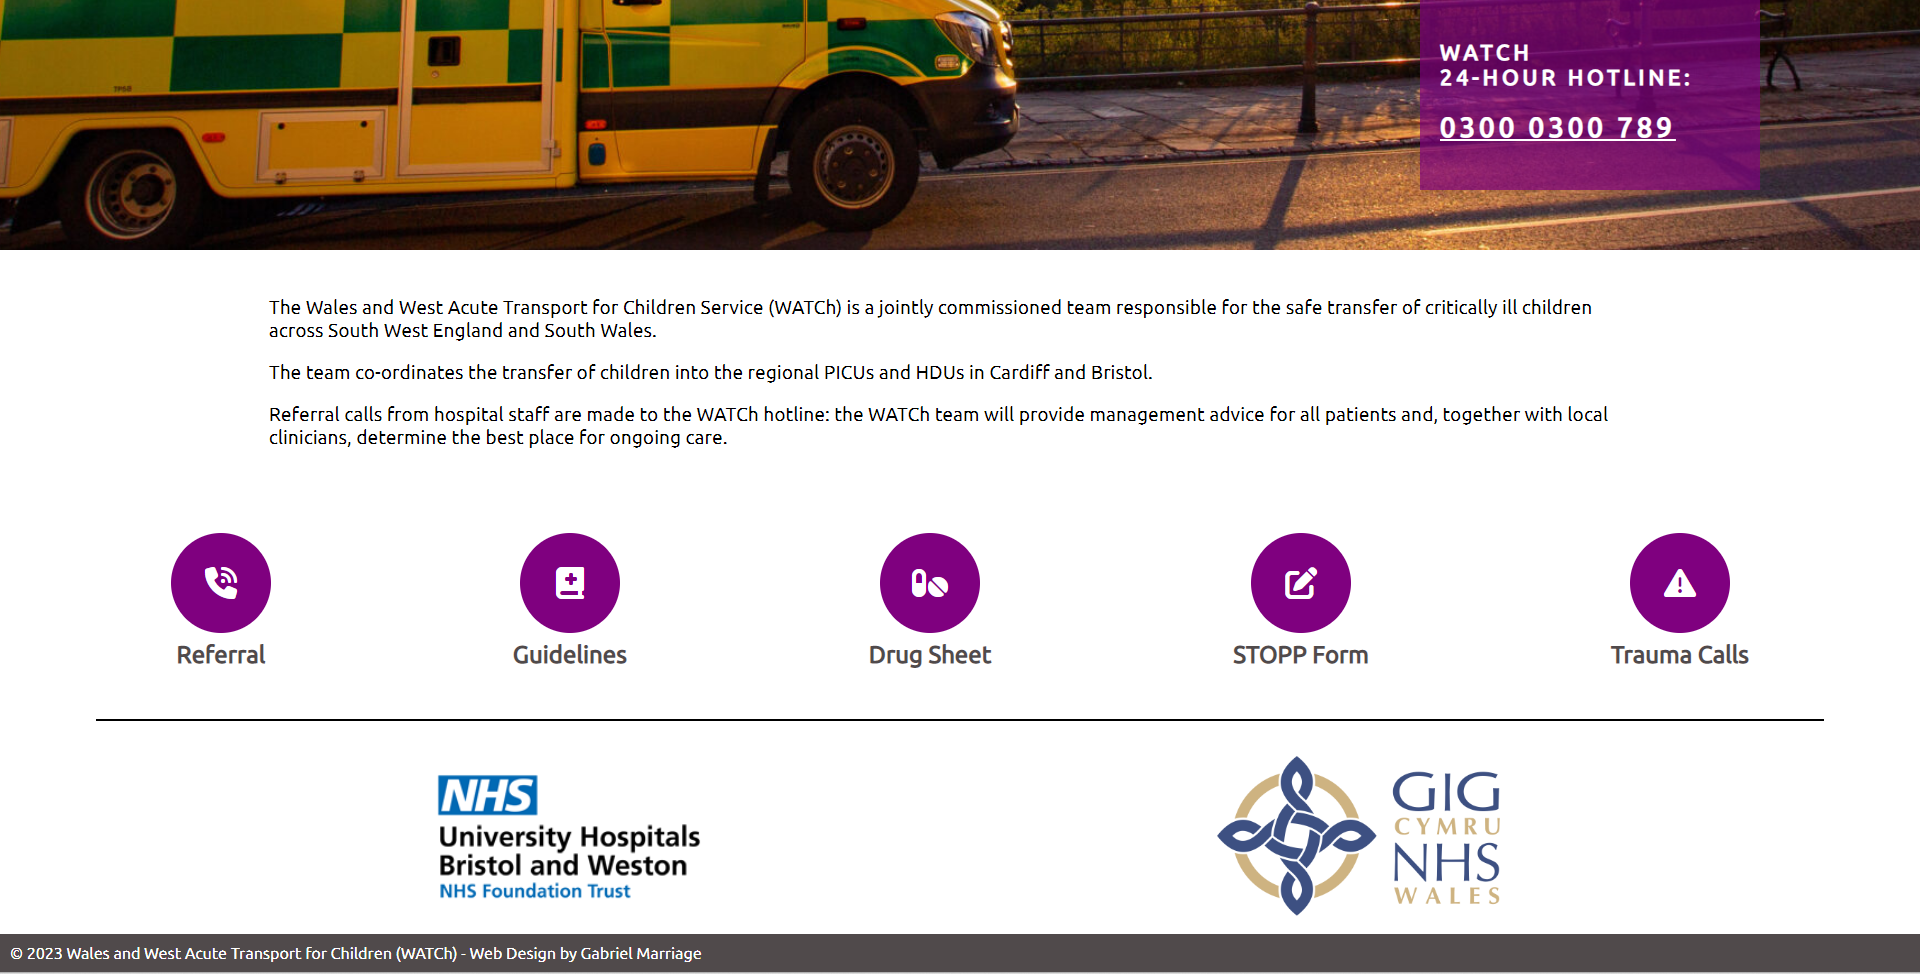 TP50
WATCH
24-HOUR HOTLINE:
0300 0300 789
The Wales and West Acute Transport for Children Service (WATCh) is a jointly commissioned team responsible for the safe transfer of critically ill children
across South West England and South Wales.
The team co-ordinates the transfer of children into the regional PICUs and HDUs in Cardiff and Bristol.
Referral calls from hospital staff are made to the WATCh hotline: the WATCh team will provide management advice for all patients and, together with local
clinicians, determine the best place for ongoing care.
Referral
Guidelines
Drug Sheet
STOPP Form
Trauma Calls
NHS
University Hospitals
Bristol and Weston
NHS Foundation Trust
GIG
CYMRU
NHS
WALES
© 2023 Wales and West Acute Transport for Children (WATCh) - Web Design by Gabriel Marriage